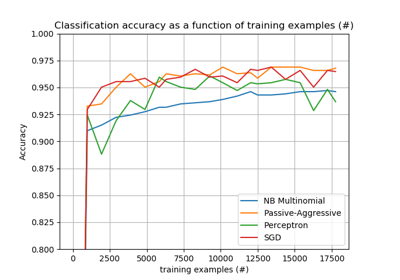 Classification accuracy as a function of training examples (#)
1.000
0.975
0.950
0.925
0.900
0.875
0.850
0.825
0.800
Accuracy
NB Multinomial
Passive-Aggressive
Perceptron
SGD
0 2500 5000 7500 10000 12500 15000 17500
training examples (#)